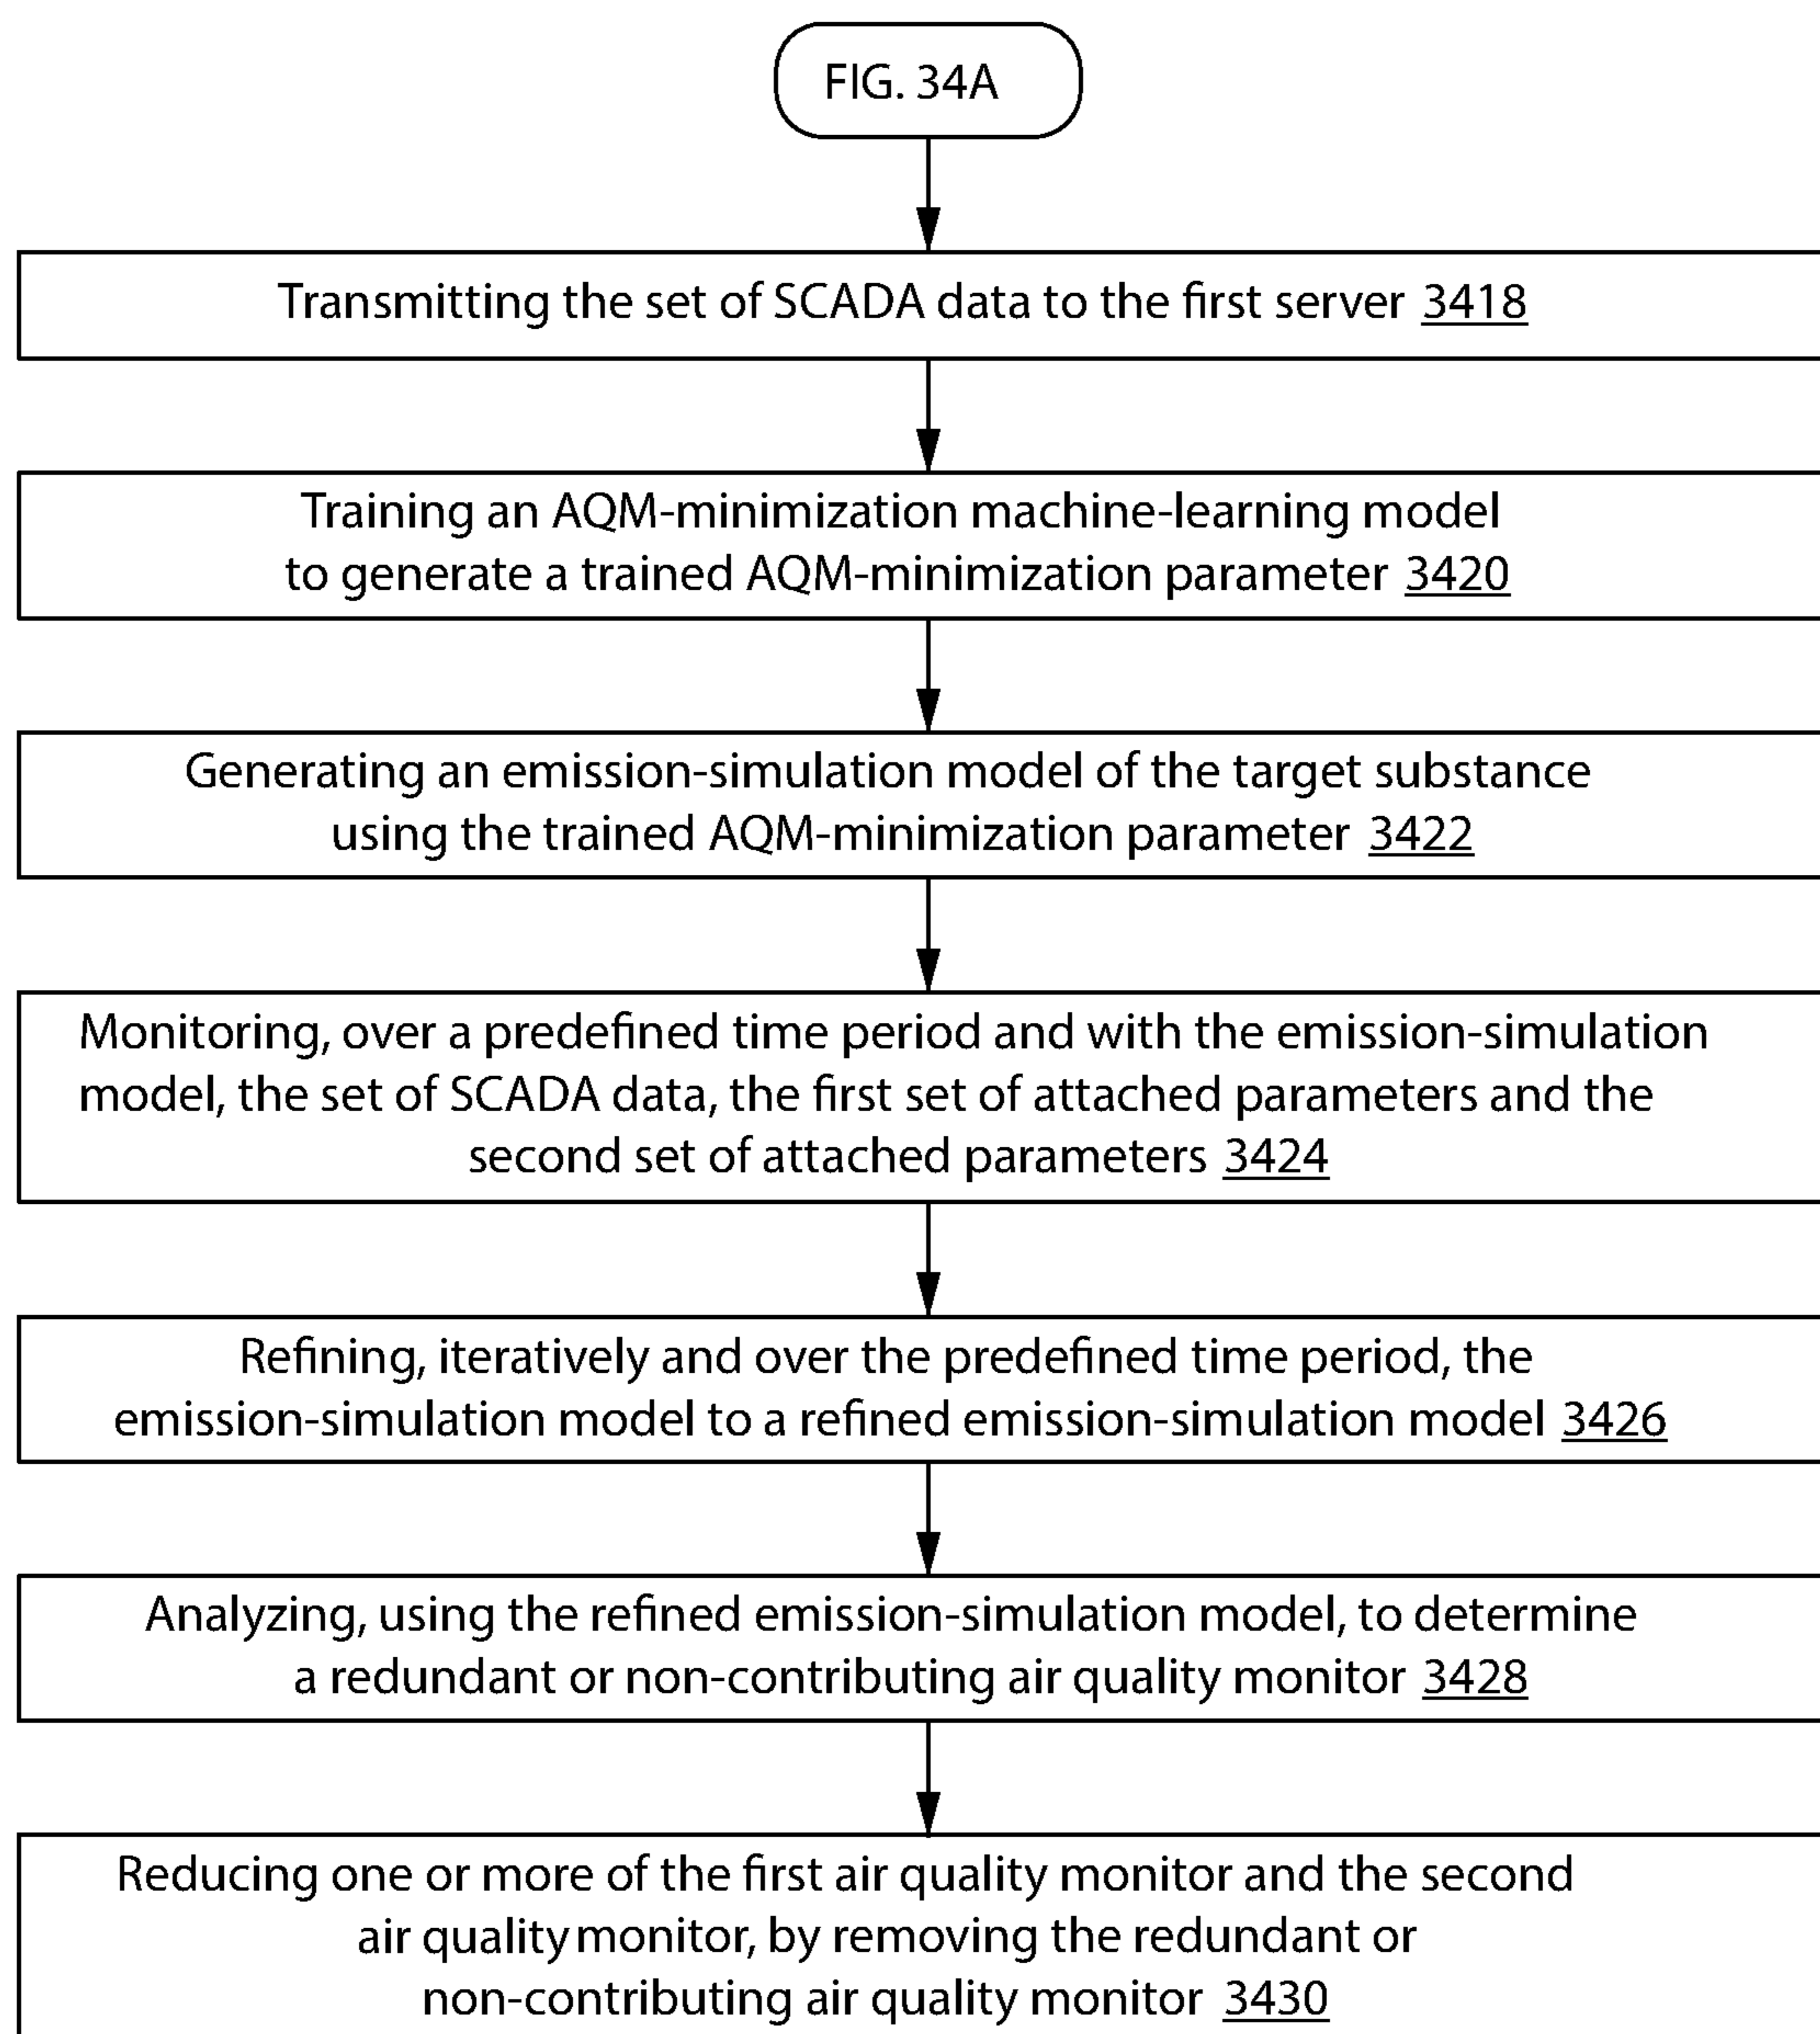 FIG. 34A
Transmitting the set of SCADA data to the first server 3418
Training an AQM-minimization machine-learning model
to generate a trained AQM-minimization parameter 3420
Generating an emission-simulation model of the target substance
using the trained AQM-minimization parameter 3422
Monitoring, over a predefined time period and with the emission-simulation
model, the set of SCADA data, the first set of attached parameters and the
second set of attached parameters 3424
Refining, iteratively and over the predefined time period, the
emission-simulation model to a refined emission-simulation model 3426
Analyzing, using the refined emission-simulation model, to determine
a redundant or non-contributing air quality monitor 3428
Reducing one or more of the first air quality monitor and the second
air quality monitor, by removing the redundant or
non-contributing air quality monitor 3430